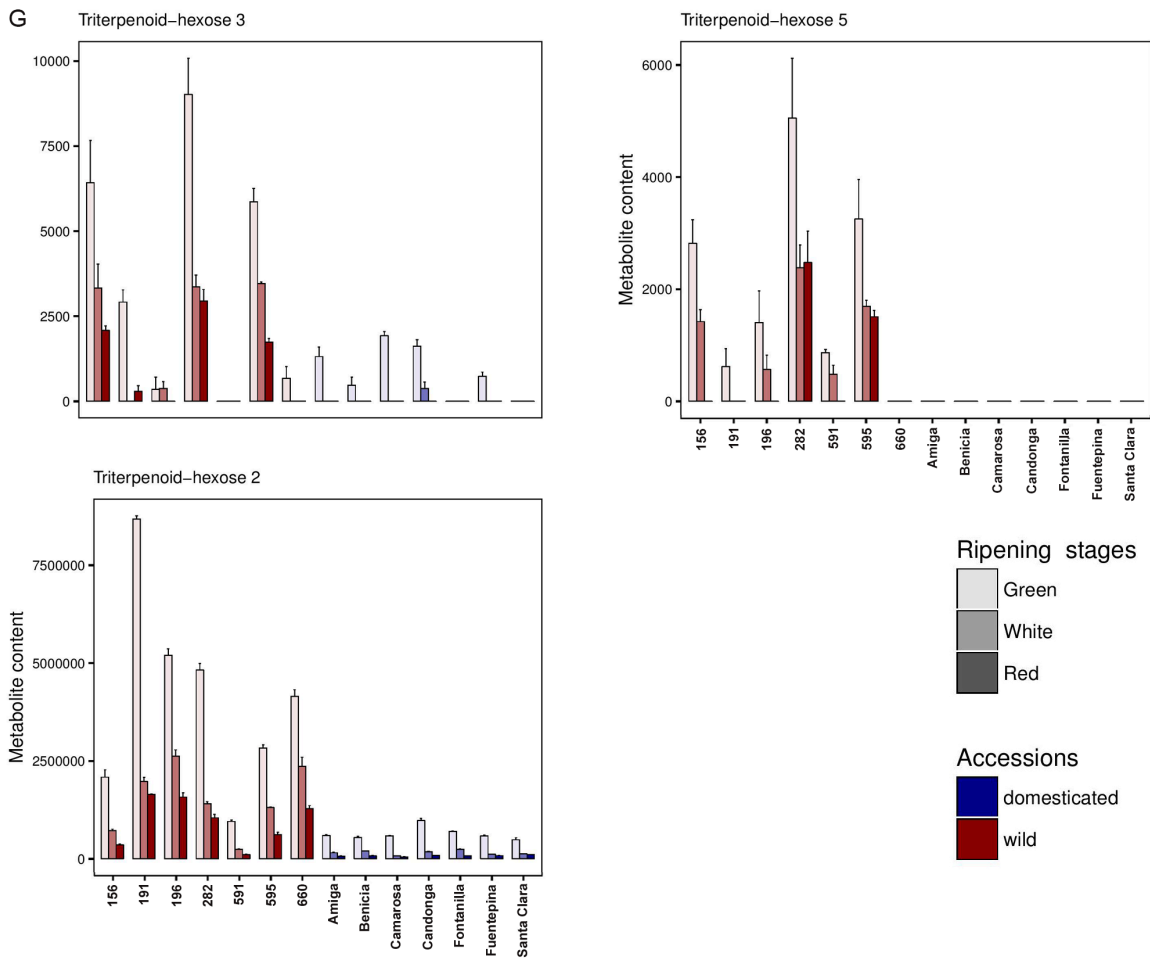 G
Triterpenoid−hexose 3
10000
7500
5000
2500
0
Triterpenoid−hexose 5
Metabolite content
6000
4000
2000
0
156
191
196
282
591
595
660
Amiga
Benicia
Camarosa
Candonga
Fontanilla
Fuentepina
Santa Clara
Triterpenoid−hexose 2
Metabolite content
7500000
5000000
2500000
0
156
191
196
282
591
595
660
Amiga
Benicia
Camarosa
Candonga
Fontanilla
Fuentepina
Santa Clara
Ripening stages
Green
White
Red
Accessions
domesticated
wild